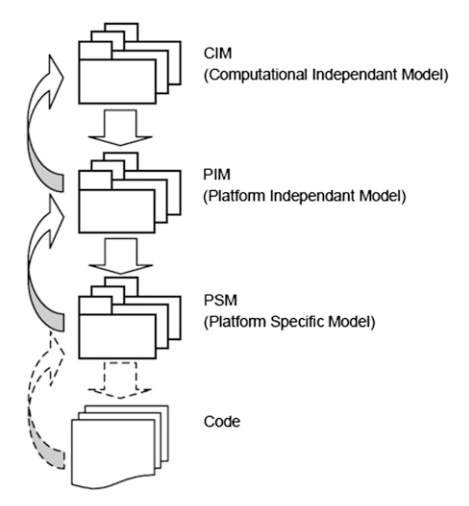 CIM
(Computational Independant Model)
PIM
(Platform Independant Model)
PSM
(Platform Specific Model)
Code